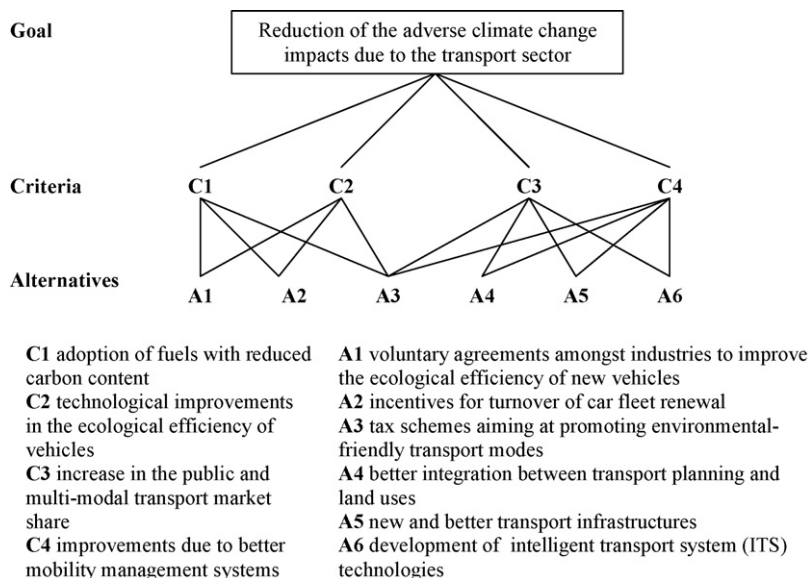 Goal
Reduction of the adverse climate change
impacts due to the transport sector
Criteria
C1 C2 C3 C4
Alternatives
A1 A2 A3 A4 A5 A6
C1 adoption of fuels with reduced
carbon content
C2 technological improvements
in the ecological efficiency of
vehicles
C3 increase in the public and
multi-modal transport market
share
C4 improvements due to better
mobility management systems
A1 voluntary agreements amongst industries to improve
the ecological efficiency of new vehicles
A2 incentives for turnover of car fleet renewal
A3 tax schemes aiming at promoting environmental-
friendly transport modes
A4 better integration between transport planning and
land uses
A5 new and better transport infrastructures
A6 development of intelligent transport system (ITS)
technologies